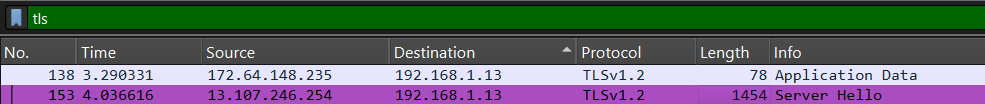 tls
No. Time Source Destination Protocol Length Info
138 3.290331 172.64.148.235 192.168.1.13 TLSv1.2 78 Application Data
153 4.036616 13.107.246.254 192.168.1.13 TLSv1.2 1454 Server Hello